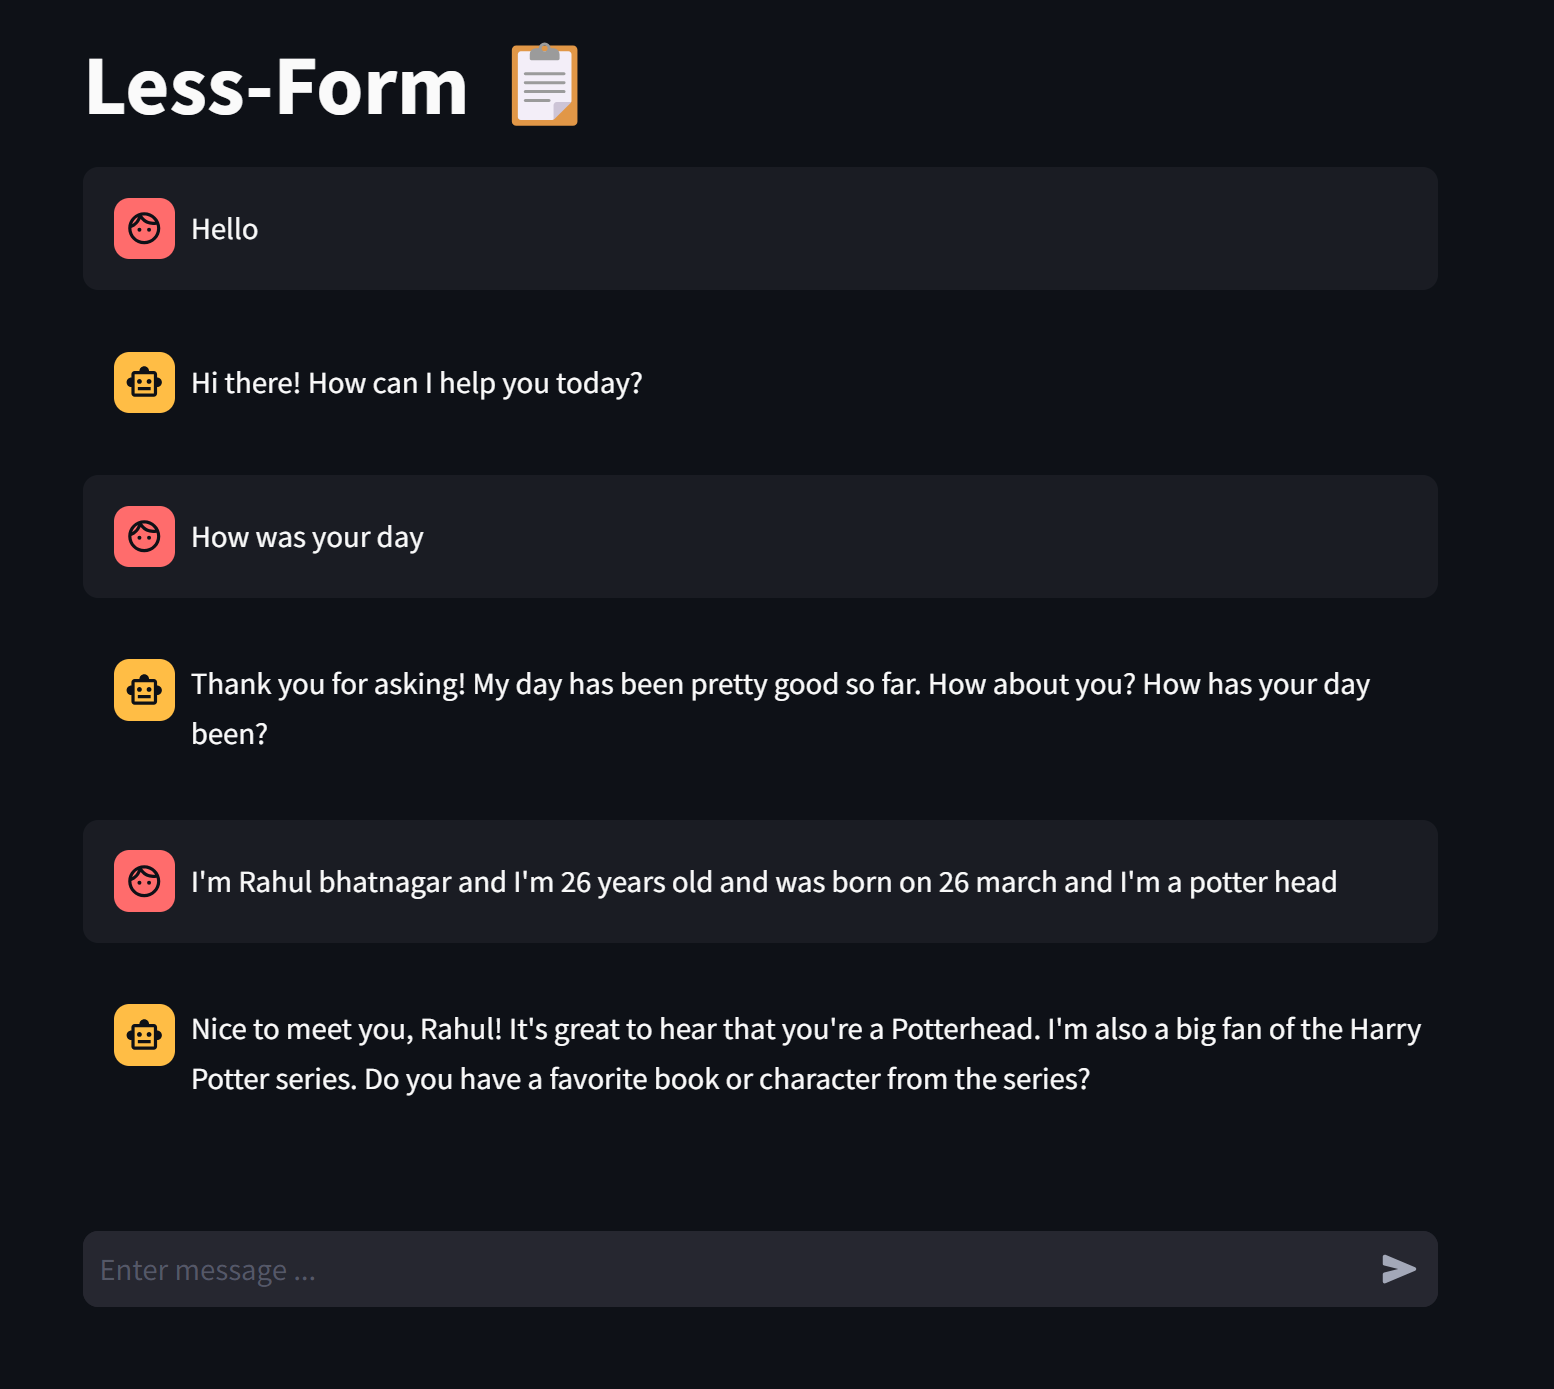 Less-Form
Hello
Hi there! How can I help you today?
How was your day
Thank you for asking! My day has been pretty good so far. How about you? How has your day
been?
I'm Rahul bhatnagar and I'm 26 years old and was born on 26 march and I'm a potter head
Nice to meet you, Rahul! It's great to hear that you're a Potterhead. I'm also a big fan of the Harry
Potter series. Do you have a favorite book or character from the series?
Enter message ...